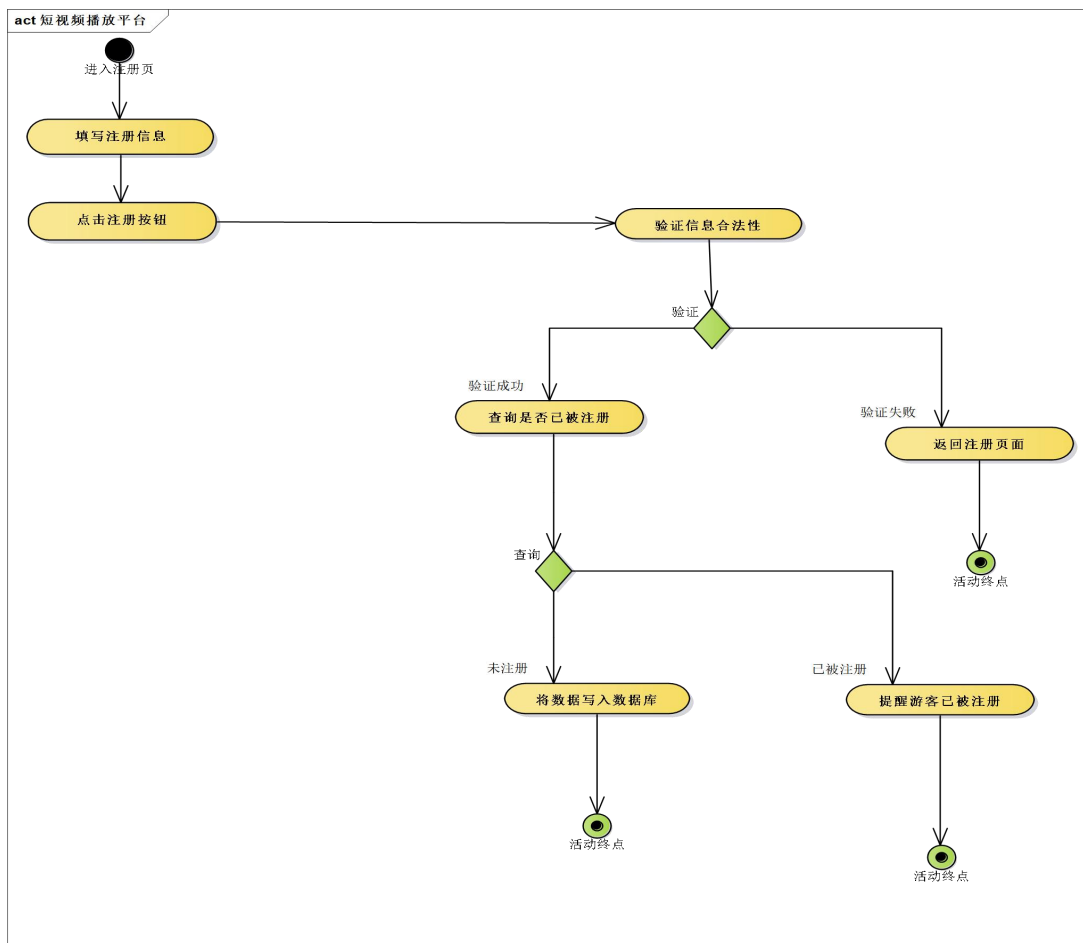 act 短视频播放平台
进入注册页
填写注册信息
点击注册按钮
验证信息合法性
验证
验证成功
查询是否已被注册
验证失败
返回注册页面
查询
活动终点
未注册
已被注册
将数据写入数据库
提醒游客已被注册
活动终点
活动终点